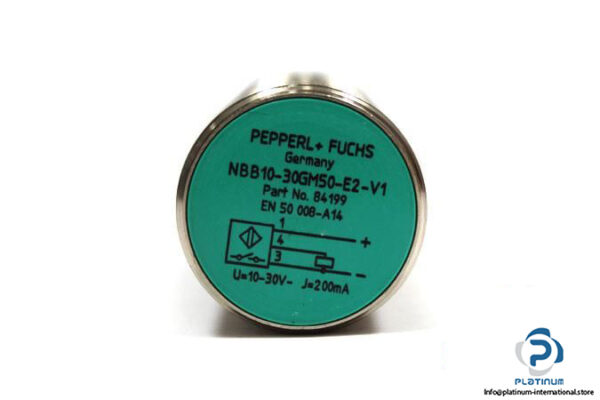 PEPPERL+ FUCHS
Germany
NBB10-30GM50-E2-V1
Part No. 84199
EN 50 008-A14
1
4
3
+
-
U=10-30V- J=200mA
PLATINUM
Info@platinum-international.store